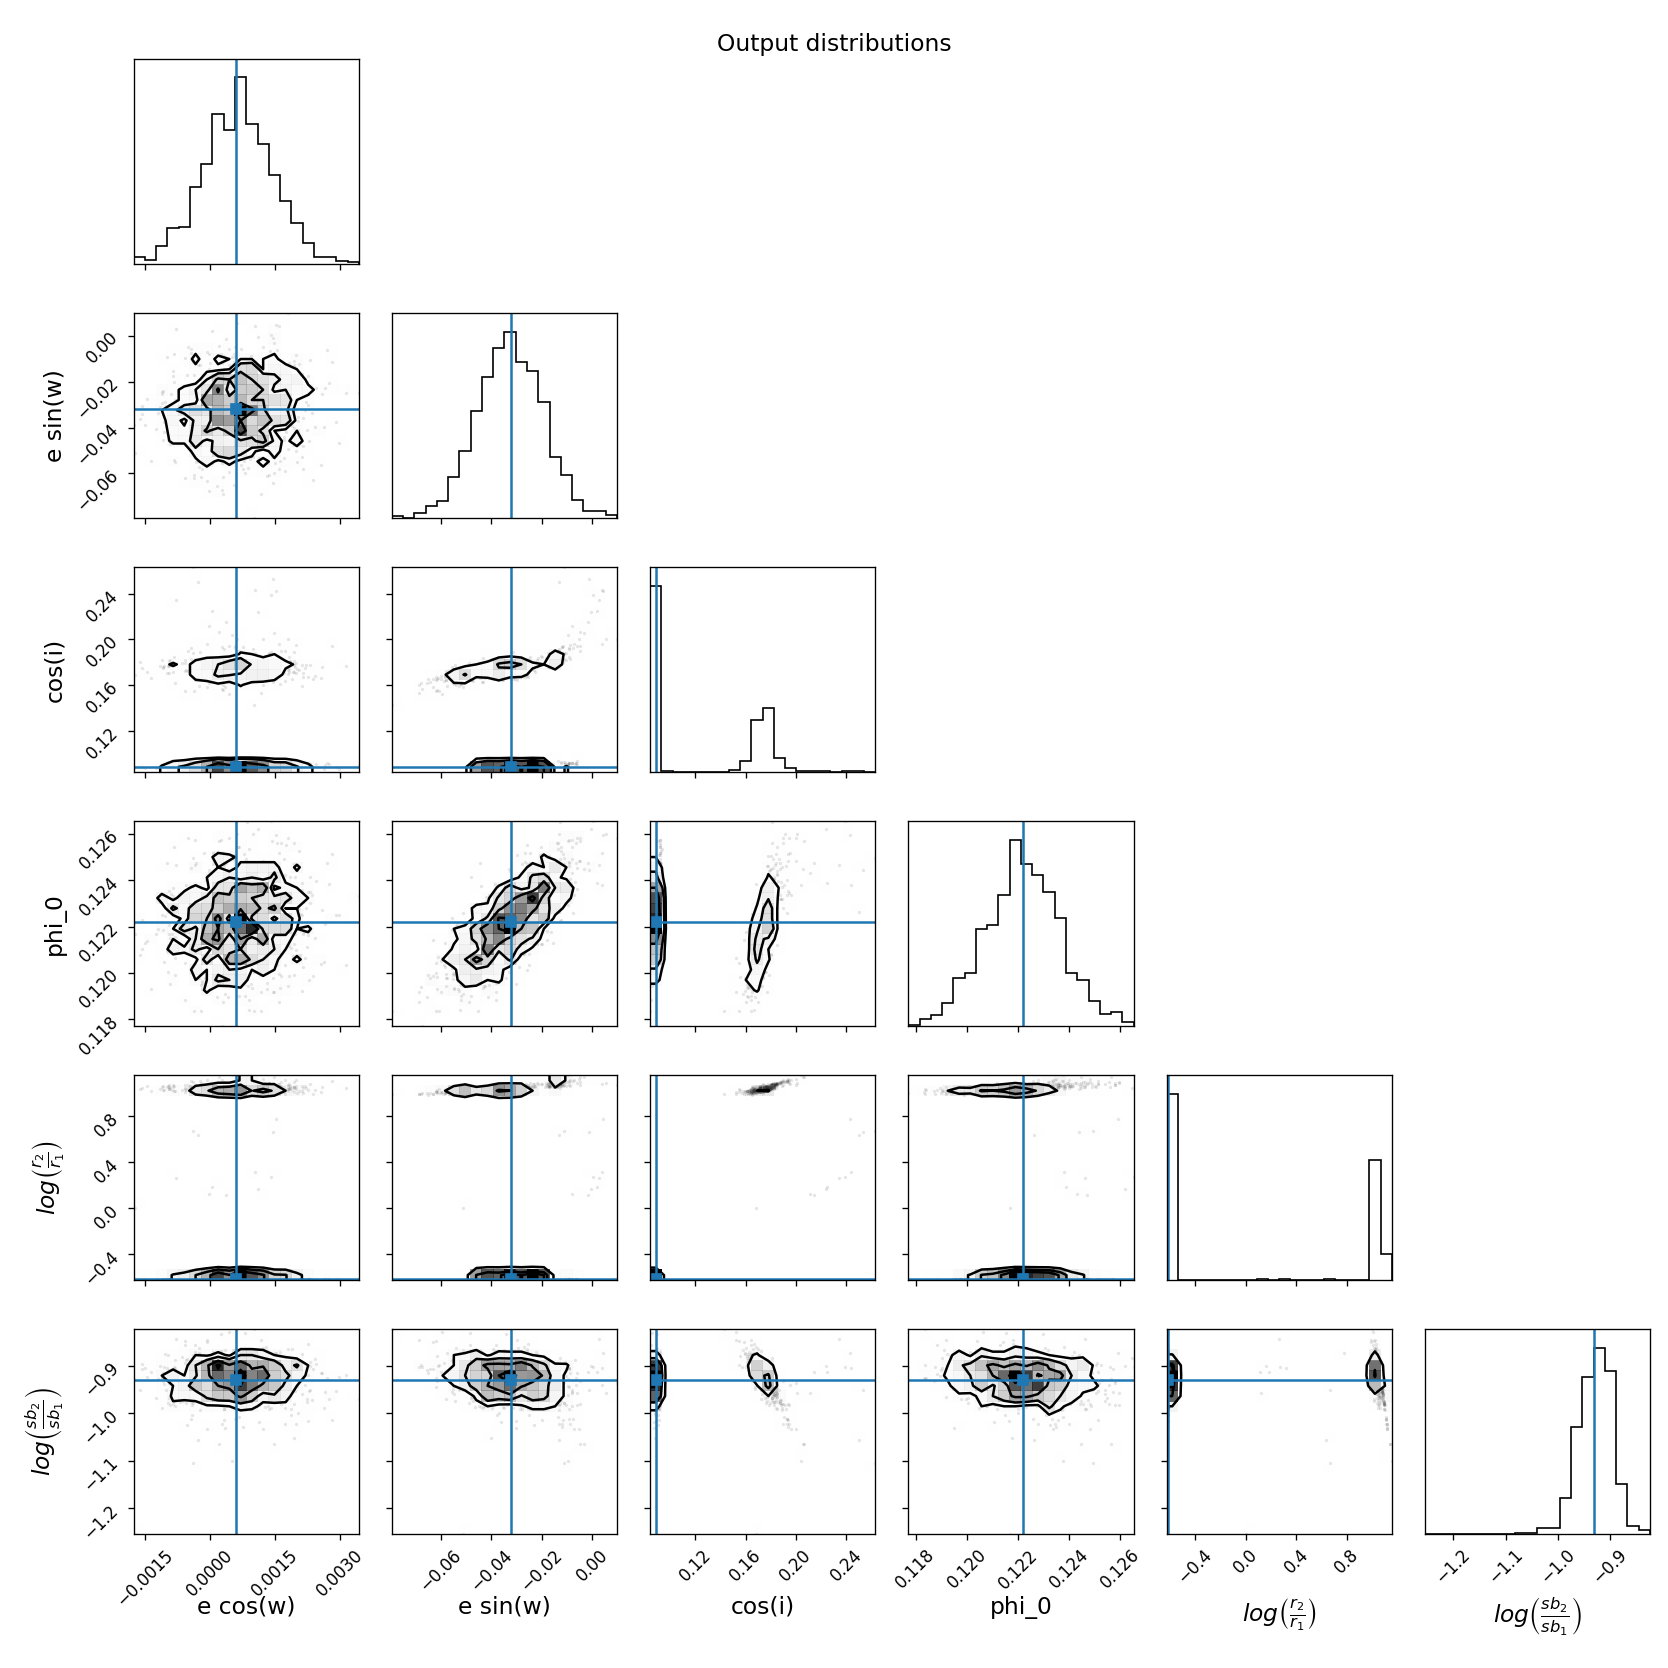 Output distributions
0.00
−0.02
−0.04
−0.06
e sin(w)
0.24
0.20
0.16
0.12
cos(i)
0.126
0.124
0.122
0.120
0.118
phi_0
0.8
0.4
0.0
−0.4
log(r2/r1)
−0.9
−1.0
−1.1
−1.2
log(sb2/sb1)
−0.0015 0.0000 0.0015 0.0030
−0.06 −0.04 −0.02 0.00
0.12 0.16 0.20 0.24
0.118 0.120 0.122 0.124 0.126
−0.4 0.0 0.4 0.8
−1.2 −1.1 −1.0 −0.9
e cos(w) e sin(w) cos(i) phi_0 log(r2/r1) log(sb2/sb1)